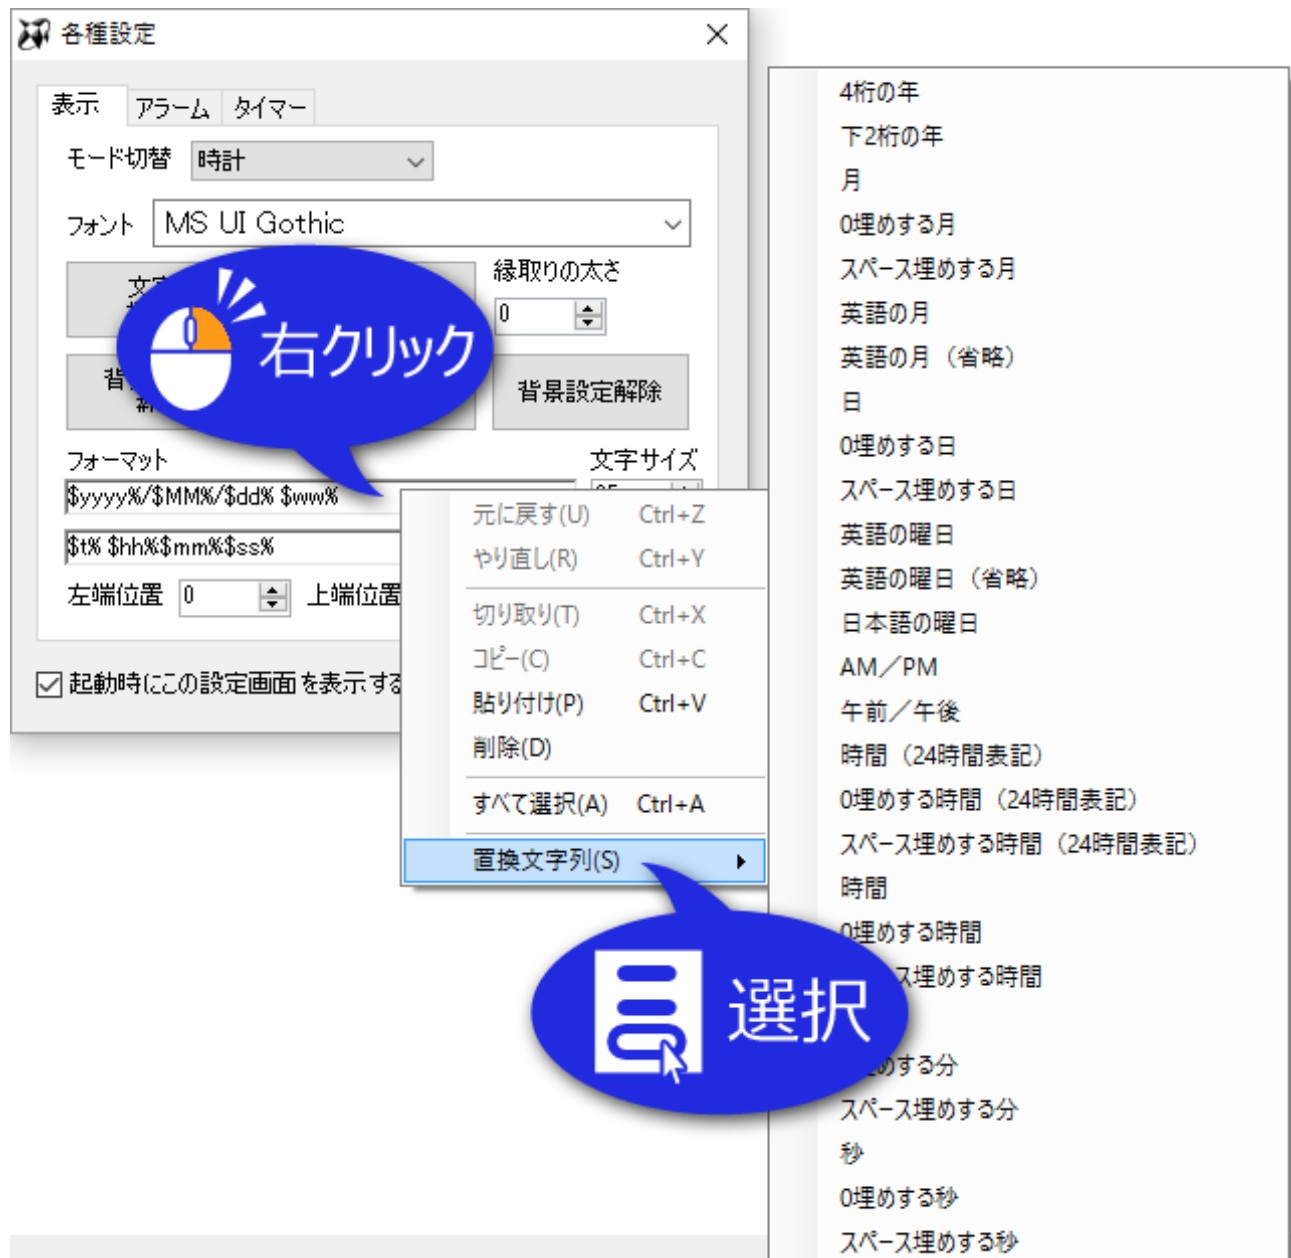 各種設定
表示 アラーム タイマー
モード切替 時計
フォント MS UI Gothic
縁取りの太さ
0
右クリック
背景設定解除
フォーマット 文字サイズ
$yyyy%/$MM%/$dd% $ww%
$t% $hh%$mm%$ss%
左端位置 0 上端位置
起動時にこの設定画面を表示する
元に戻す(U) Ctrl+Z
やり直し(R) Ctrl+Y
切り取り(T) Ctrl+X
コピー(C) Ctrl+C
貼り付け(P) Ctrl+V
削除(D)
すべて選択(A) Ctrl+A
置換文字列(S)
選択
4桁の年
下2桁の年
月
0埋めする月
スペース埋めする月
英語の月
英語の月（省略）
日
0埋めする日
スペース埋めする日
英語の曜日
英語の曜日（省略）
日本語の曜日
AM／PM
午前／午後
時間（24時間表記）
0埋めする時間（24時間表記）
スペース埋めする時間（24時間表記）
時間
0埋めする時間
ス埋めする時間
めする分
スペース埋めする分
秒
0埋めする秒
スペース埋めする秒